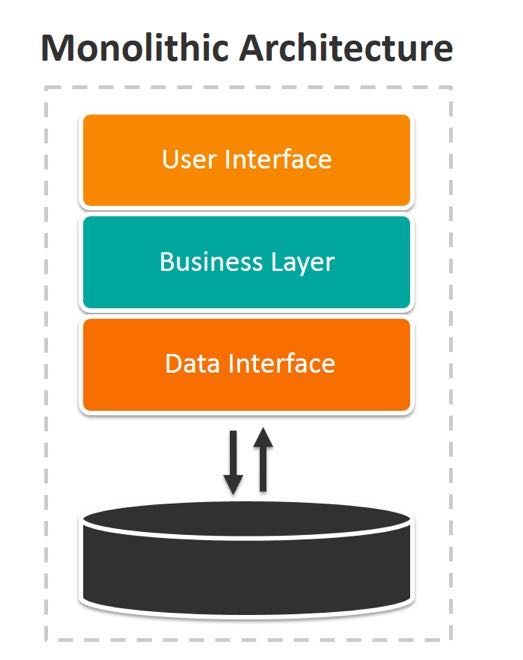 Monolithic Architecture
User Interface
Business Layer
Data Interface